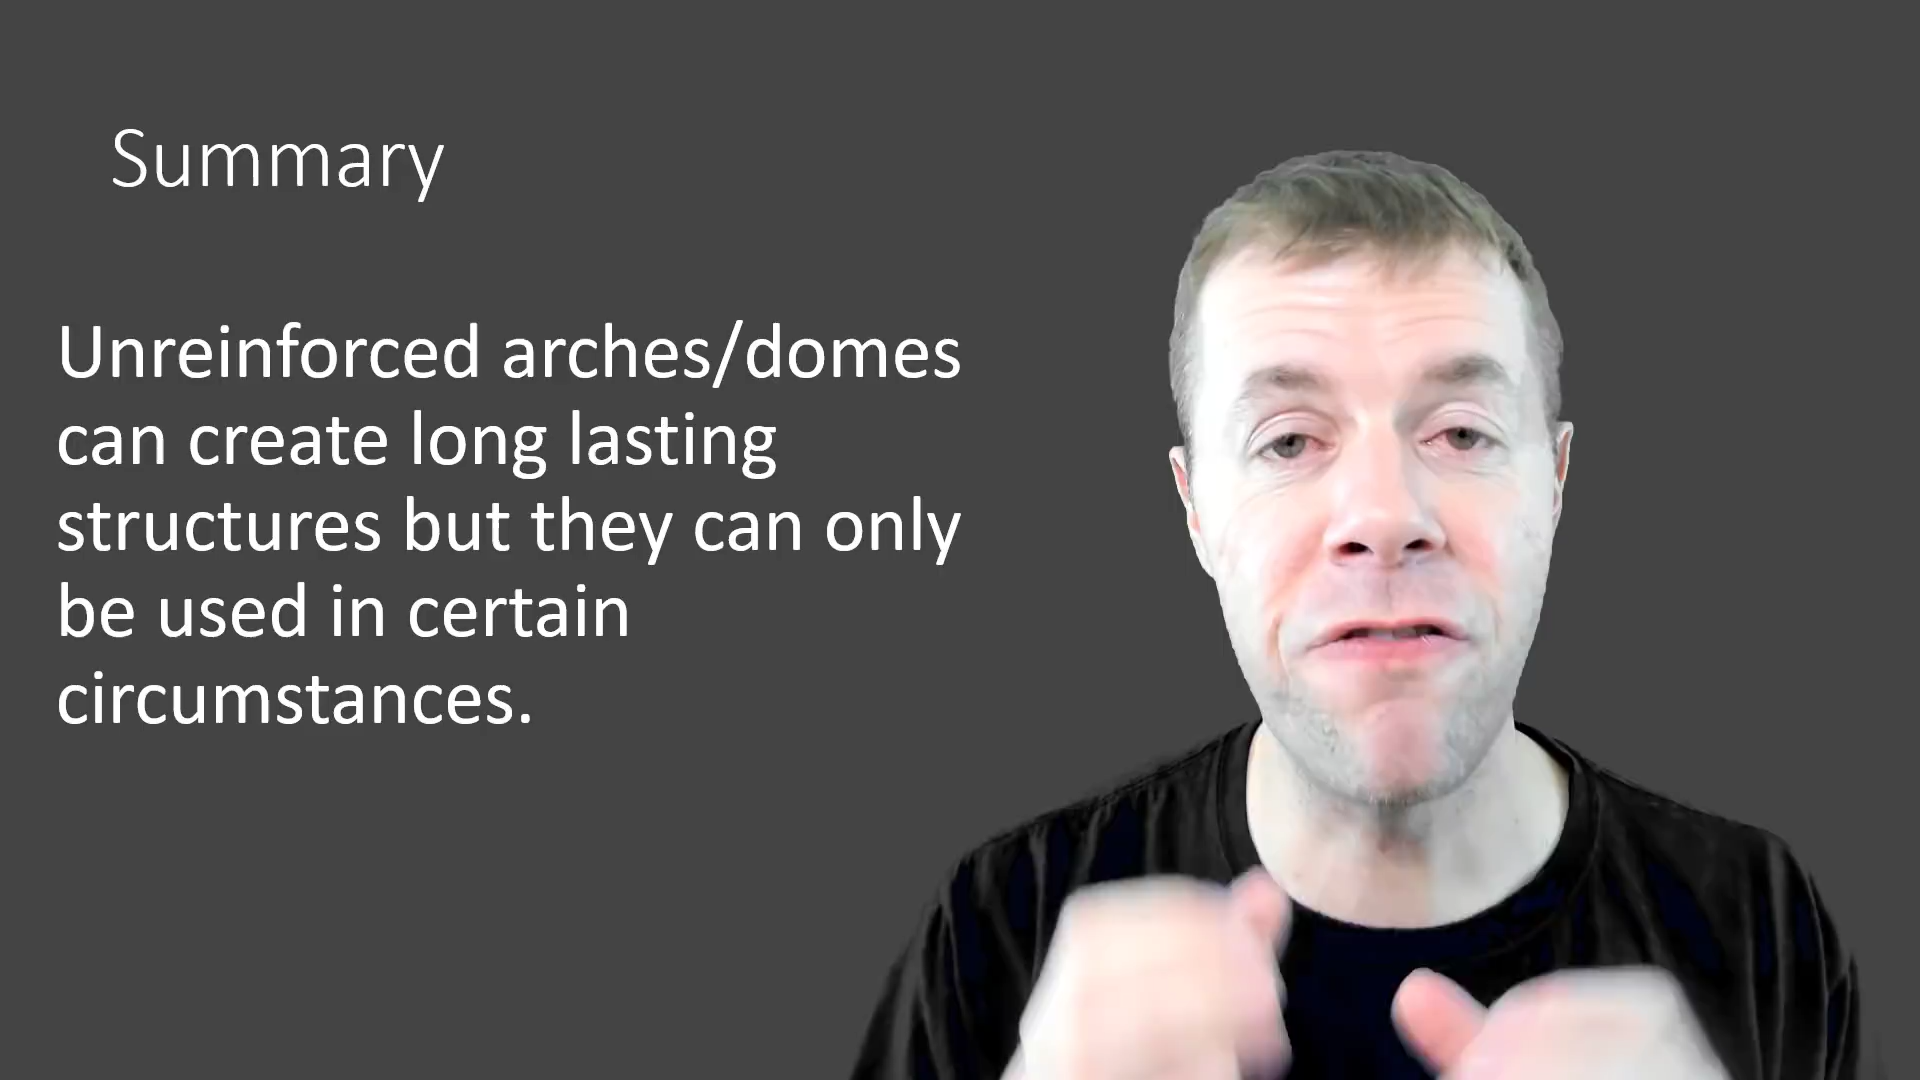 Summary
Unreinforced arches/domes
can create long lasting
structures but they can only
be used in certain
circumstances.